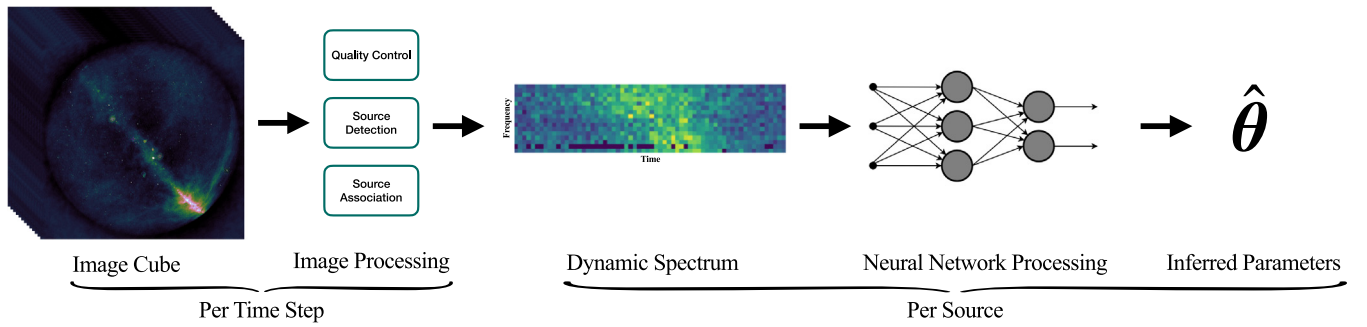 Quality Control
Source
Detection
Source
Association
Frequency
Time
θ̂
Image Cube
Image Processing
Dynamic Spectrum
Neural Network Processing
Inferred Parameters
Per Time Step
Per Source